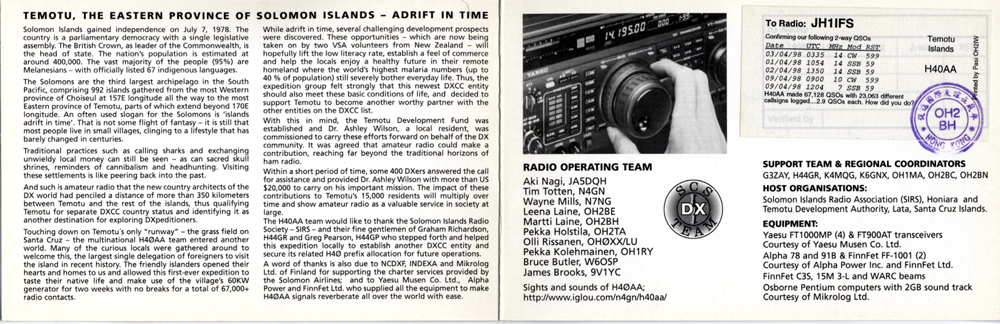 TEMOTU, THE EASTERN PROVINCE OF SOLOMON ISLANDS – ADRIFT IN TIME
Solomon Islands gained independence on July 7, 1978. The
country is a parliamentary democracy with a single legislative
assembly. The British Crown, as leader of the Commonwealth, is
the head of state. The nation's population is estimated at
around 400,000. The vast majority of the people (95%) are
Melanesians – with officially listed 67 indigenous languages.
The Solomons are the third largest archipelago in the South
Pacific, comprising 992 islands gathered from the most Western
province of Choiseul at 157E longitude all the way to the most
Eastern province of Temotu, parts of which extend beyond 170E
longitude. An often used slogan for the Solomons is 'islands
adrift in time'. That is not some flight of fantasy – it is still that
most people live in small villages, clinging to a lifestyle that has
barely changed in centuries.
Traditional practices such as calling sharks and exchanging
unwieldy local money can still be seen – as can sacred skull
shrines, reminders of cannibalism and headhunting. Visiting
these settlements is like peering back into the past.
And such is amateur radio that the new country architects of the
DX world had penciled a distance of more than 350 kilometers
between Temotu and the rest of the islands, thus qualifying
Temotu for separate DXCC country status and identifying it as
another destination for exploring DXpeditioners.
Touching down on Temotu's only "runway" – the grass field on
Santa Cruz – the multinational H4ØAA team entered another
world. Many of the curious locals were gathered around to
welcome this, the largest single delegation of foreigners to visit
the island in recent history. The friendly islanders opened their
hearts and homes to us and allowed this first-ever expedition to
taste their native life and make use of the village's 60KW
generator for two weeks with no breaks for a total of 67,000+
radio contacts.
While adrift in time, several challenging development prospects
were discovered. These opportunities – which are now being
taken on by two VSA volunteers from New Zealand – will
hopefully lift the low literacy rate, establish a feel of commerce
and help the locals enjoy a healthy future in their remote
homeland where the world's highest malaria numbers (up to
40 % of population) still severely bother everyday life. Thus, the
expedition group felt strongly that this newest DXCC entity
should also meet these basic conditions of life, and decided to
support Temotu to become another worthy partner with the
other entities on the DXCC list.
With this in mind, the Temotu Development Fund was
established and Dr. Ashley Wilson, a local resident, was
commissioned to carry these efforts forward on behalf of the DX
community. It was agreed that amateur radio could make a
contribution, reaching far beyond the traditional horizons of
ham radio.
Within a short period of time, some 400 DXers answered the call
for assistance and provided Dr. Ashley Wilson with more than US
$20,000 to carry on his important mission. The impact of these
contributions to Temotu's 15,000 residents will multiply over
time and show amateur radio as a valuable service in society at
large.
The H40AA team would like to thank the Solomon Islands Radio
Society – SIRS – and their fine gentlemen of Graham Richardson,
H44GR and Greg Pearson, H44GP who stepped forth and helped
this expedition locally to establish another DXCC entity and
secure its related H40 prefix allocation for future operations.
A word of thanks is also due to NCDXF, INDEXA and Mikrolog
Ltd. of Finland for supporting the charter services provided by
the Solomon Airlines; and to Yaesu Musen Co. Ltd., Alpha
Power and FinnFet Ltd. who supplied all the equipment to make
H4ØAA signals reverberate all over the world with ease.
14.195.00
RADIO OPERATING TEAM
Aki Nagi, JA5DQH
Tim Totten, N4GN
Wayne Mills, N7NG
Leena Laine, OH2BE
Martti Laine, OH2BH
Pekka Holstila, OH2TA
Olli Rissanen, OHØXX/LU
Pekka Kolehmainen, OH1RY
Bruce Butler, W6OSP
James Brooks, 9V1YC
SCS
DX
TEAM
Sights and sounds of H4ØAA;
http://www.iglou.com/n4gn/h40aa/
To Radio: JH1IFS
Confirming our following 2-way QSOs
Date UTC MHz Mod RST
03/04/98 0335 14 CW 599
01/04/98 1054 14 SSB 59
02/04/98 1350 14 SSB 59
09/04/98 0900 10 CW 599
09/04/98 1204 7 SSB 59
H40AA made 67,128 QSOs with 23,063 different
callsigns logged...2.9 QSOs each. How did you do?
Temotu
Islands
H40AA
Printed by Pasi OH2IW
Verified by
OH2
BH
HONG KONG
SUPPORT TEAM & REGIONAL COORDINATORS
G3ZAY, H44GR, K4MQG, K6GNX, OH1MA, OH2BC, OH2BN
HOST ORGANISATIONS:
Solomon Islands Radio Association (SIRS), Honiara and
Temotu Development Authority, Lata, Santa Cruz Islands.
EQUIPMENT:
Yaesu FT1000MP (4) & FT900AT transceivers
Courtesy of Yaesu Musen Co. Ltd.
Alpha 78 and 91B & FinnFet FF-1001 (2)
Courtesy of Alpha Power Inc. and FinnFet Ltd.
FinnFet C3S, 15M 3-L and WARC beams
Osborne Pentium computers with 2GB sound track
Courtesy of Mikrolog Ltd.